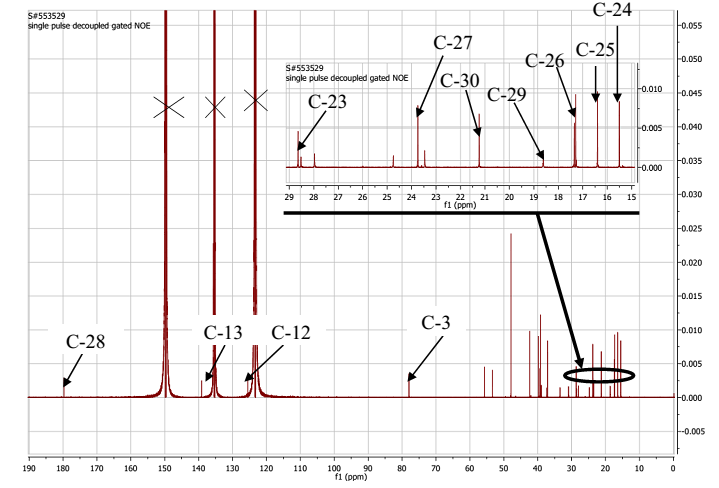 S#553529
single pulse decoupled gated NOE
C-24
C-27
C-25
C-26
S#553529
single pulse decoupled gated NOE
C-30
C-29
C-23
0.010
0.005
0.000
29 28 27 26 25 24 23 22 21 20 19 18 17 16 15
f1 (ppm)
0.055
0.050
0.045
0.040
0.035
0.030
0.025
0.020
0.015
0.010
0.005
0.000
-0.005
C-28
C-13
C-12
C-3
190 180 170 160 150 140 130 120 110 100 90 80 70 60 50 40 30 20 10 0
f1 (ppm)